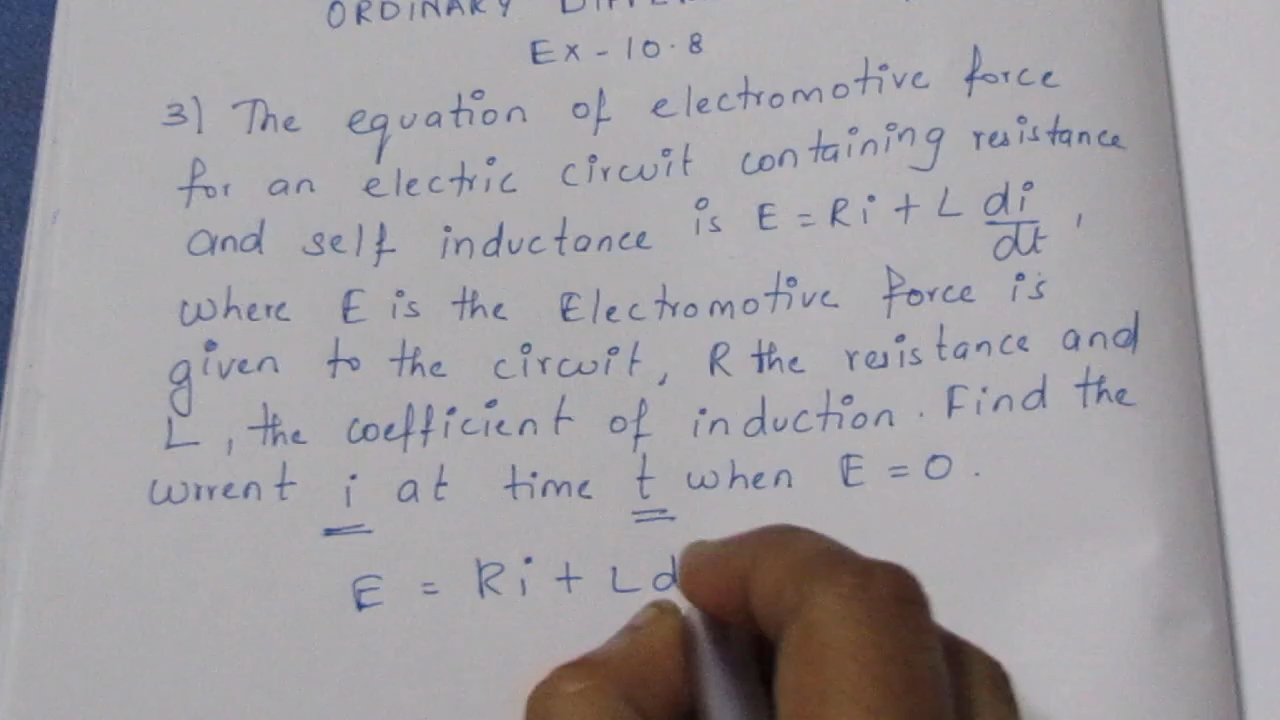 ORDINARY
Ex - 10.8
3) The equation of electromotive force
for an electric circuit containing resistance
and self inductance is E = Ri + L di/dt,
where E is the Electromotive force is
given to the circuit, R the resistance and
L, the coefficient of induction. Find the
current i at time t when E = 0.
E = Ri + Ld